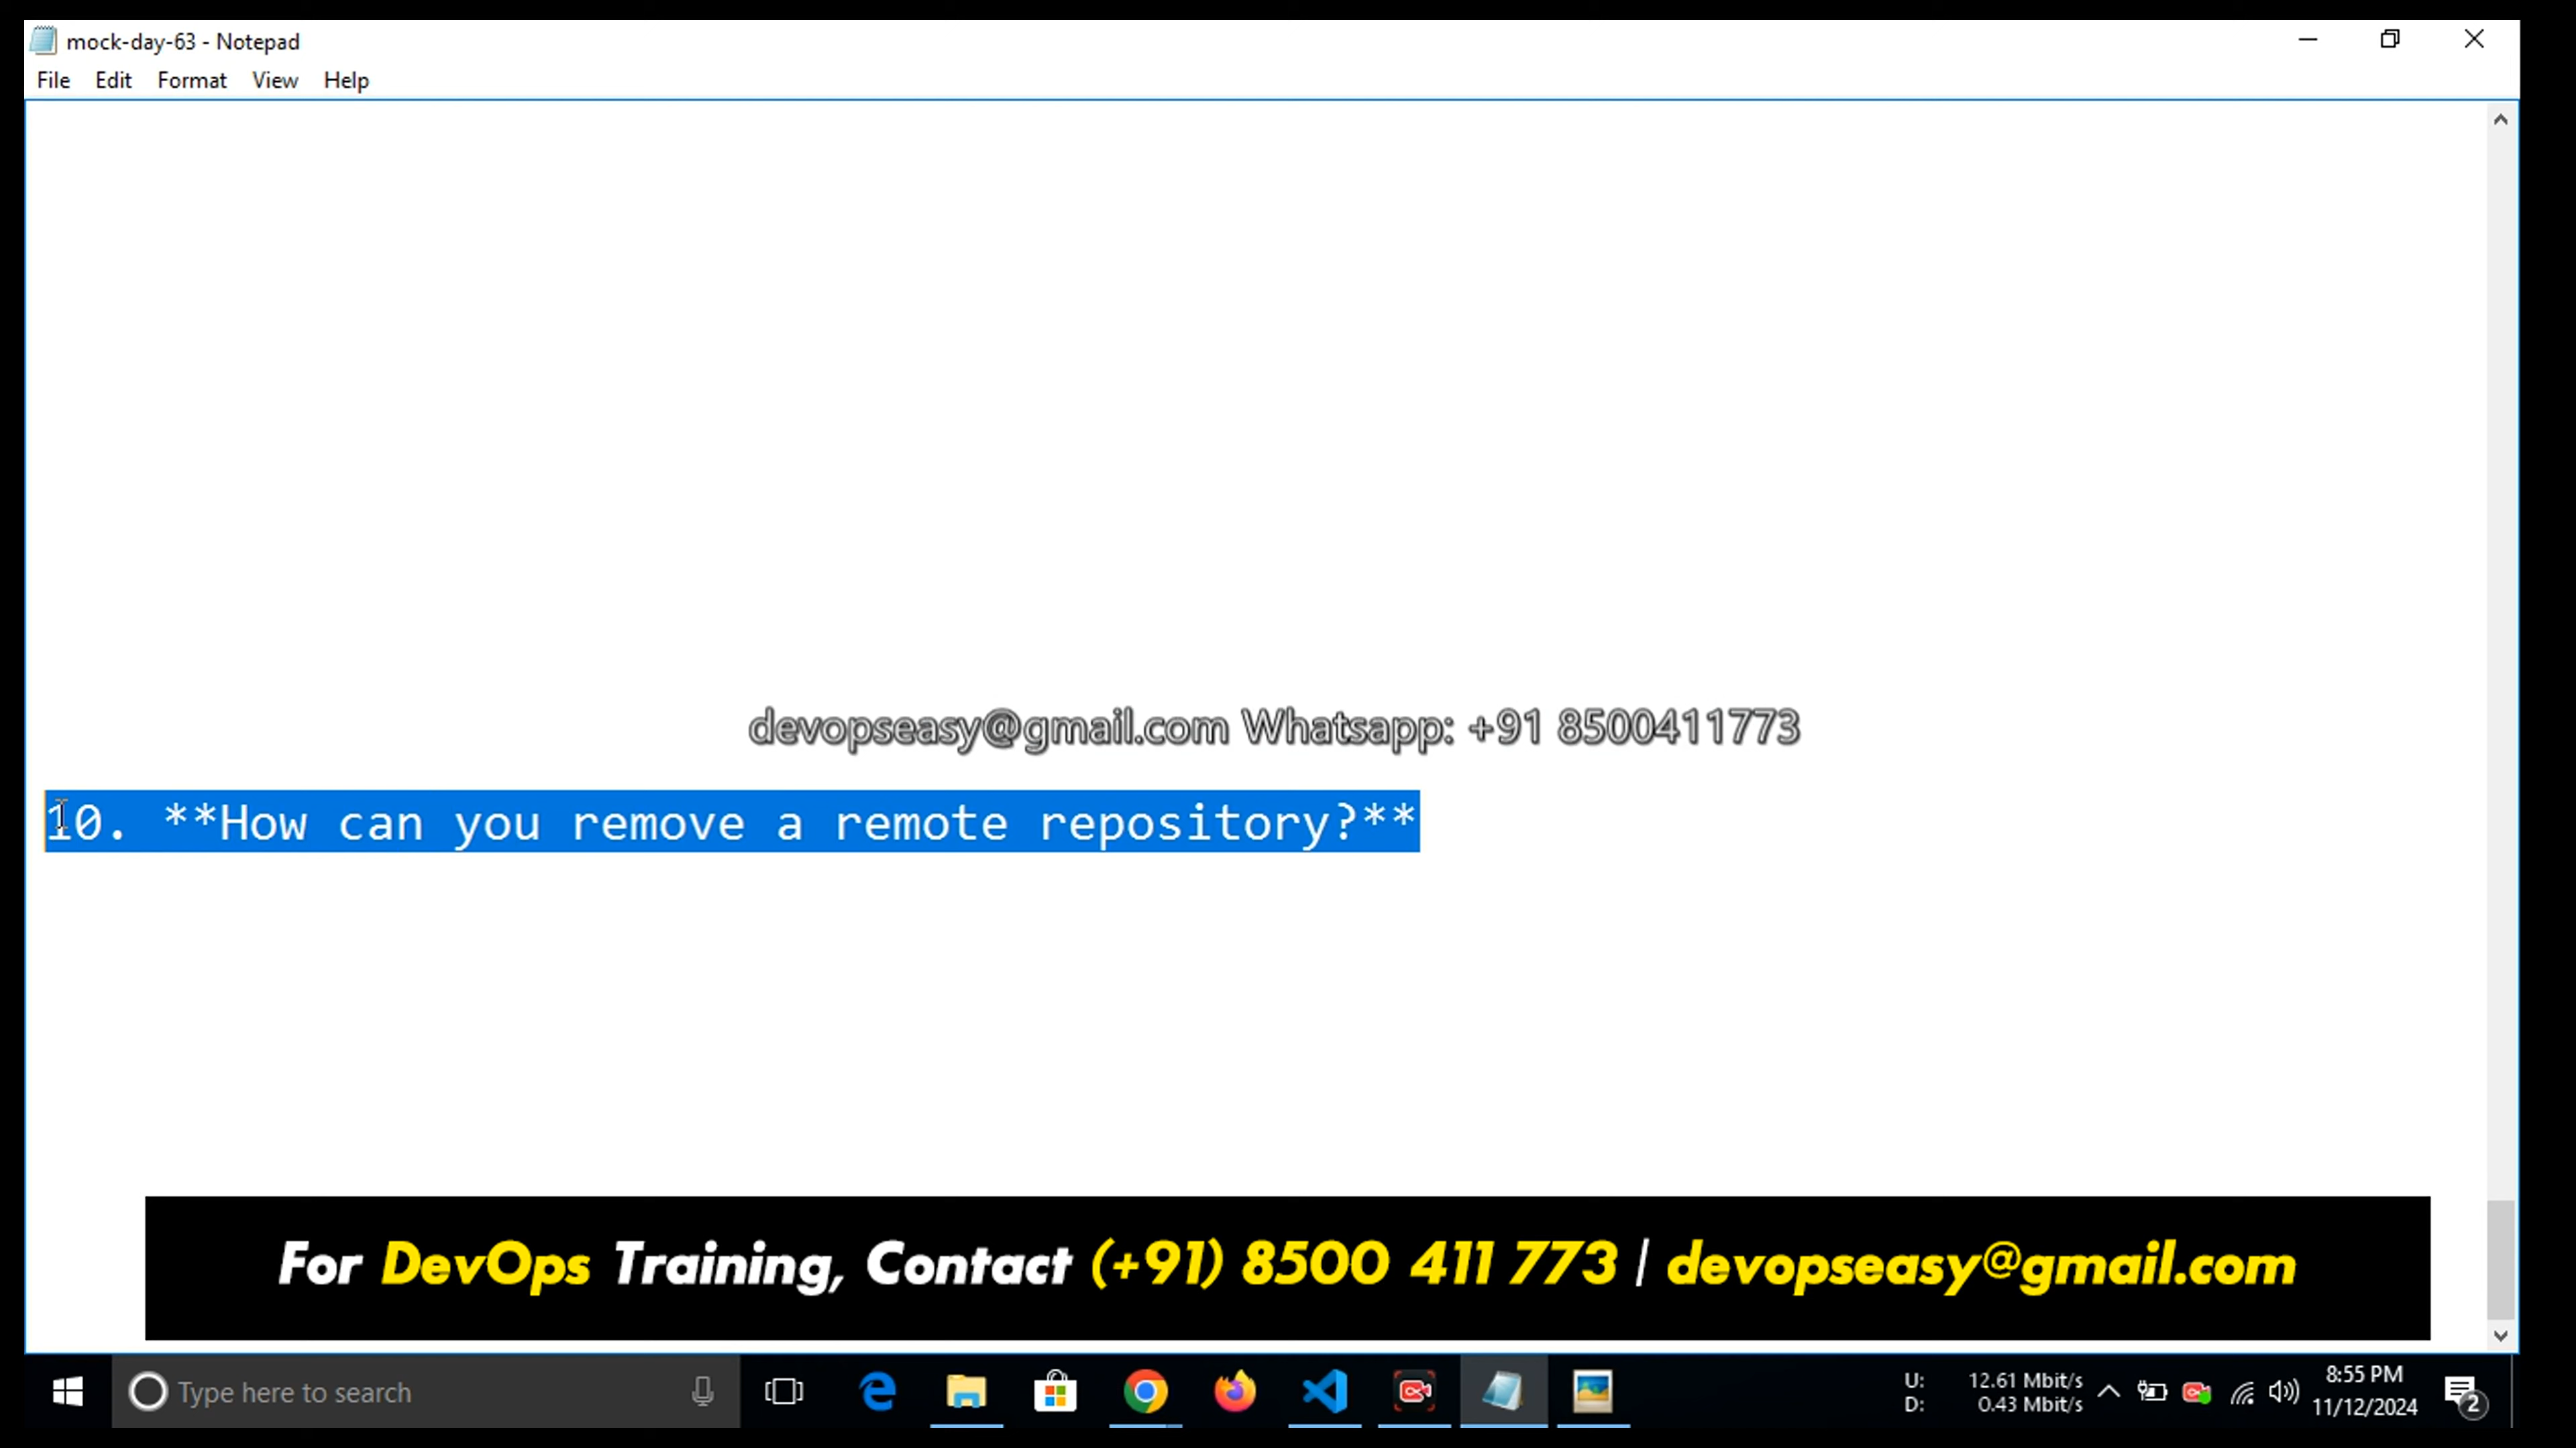 mock-day-63 - Notepad
File Edit Format View Help
devopseasy@gmail.com Whatsapp: +91 8500411773
10. **How can you remove a remote repository?**
For DevOps Training, Contact (+91) 8500 411 773 | devopseasy@gmail.com
Type here to search
U: 12.61 Mbit/s
D: 0.43 Mbit/s
8:55 PM
11/12/2024
2